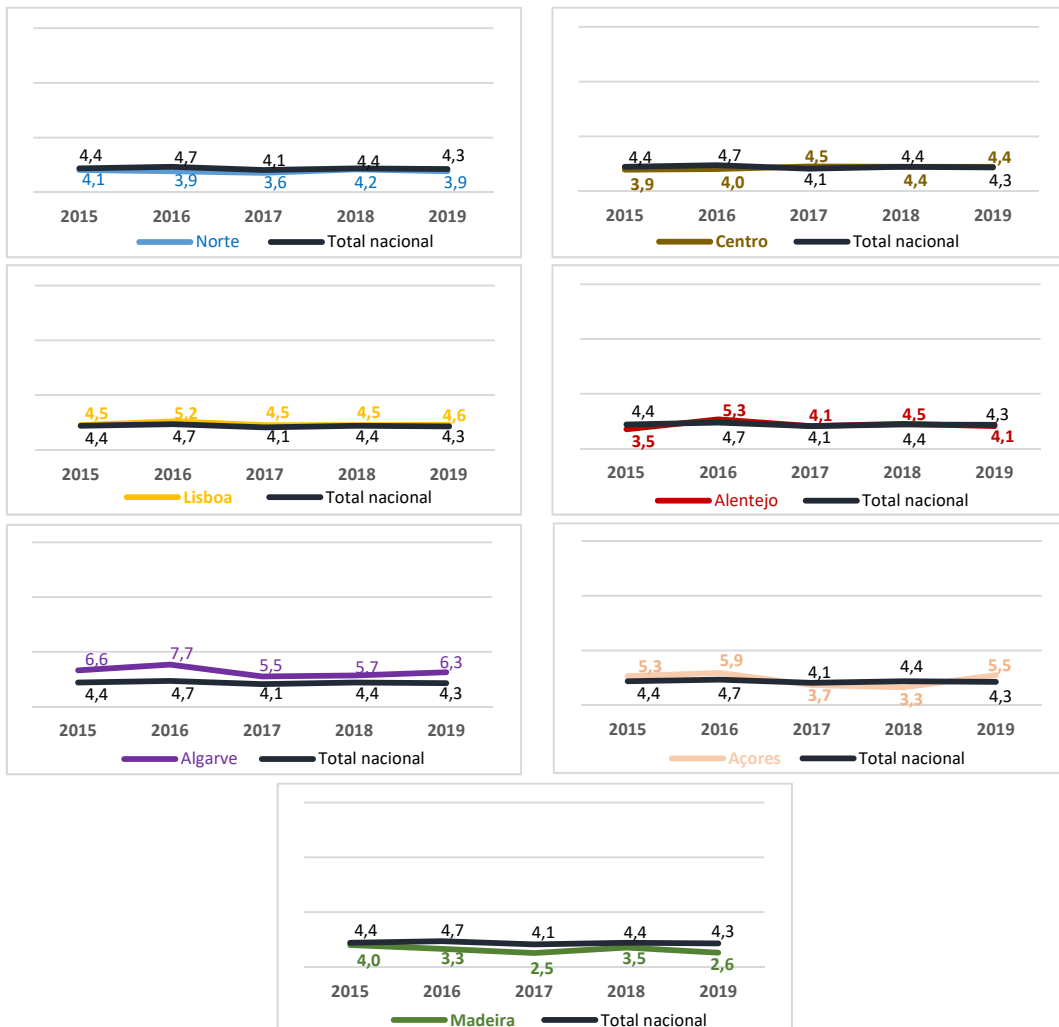 4,4 4,7 4,1 4,4 4,3
4,1 3,9 3,6 4,2 3,9
2015 2016 2017 2018 2019
Norte Total nacional
4,4 4,7 4,5 4,4 4,4
3,9 4,0 4,1 4,4 4,3
2015 2016 2017 2018 2019
Centro Total nacional
4,5 5,2 4,5 4,5 4,6
4,4 4,7 4,1 4,4 4,3
2015 2016 2017 2018 2019
Lisboa Total nacional
4,4 5,3 4,1 4,5 4,3
3,5 4,7 4,1 4,4 4,1
2015 2016 2017 2018 2019
Alentejo Total nacional
6,6 7,7 5,5 5,7 6,3
4,4 4,7 4,1 4,4 4,3
2015 2016 2017 2018 2019
Algarve Total nacional
5,3 5,9 4,1 4,4 5,5
4,4 4,7 3,7 3,3 4,3
2015 2016 2017 2018 2019
Açores Total nacional
4,4 4,7 4,1 4,4 4,3
4,0 3,3 2,5 3,5 2,6
2015 2016 2017 2018 2019
Madeira Total nacional